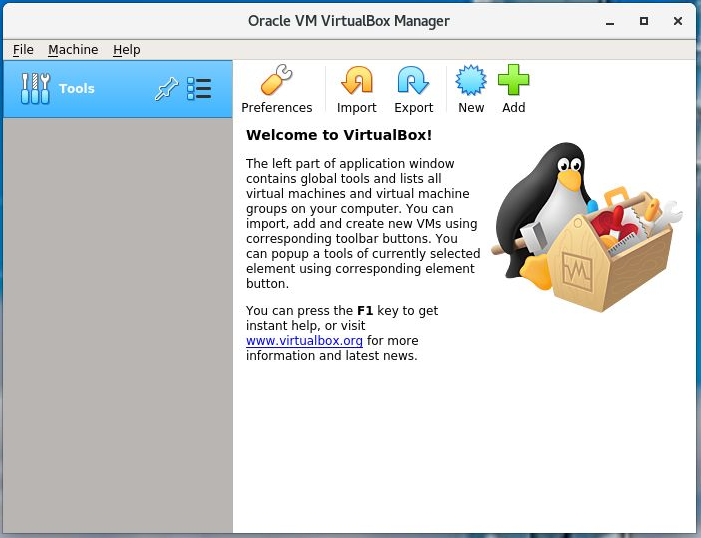 Oracle VM VirtualBox Manager
File Machine Help
Tools
Preferences Import Export New Add
Welcome to VirtualBox!
The left part of application window
contains global tools and lists all
virtual machines and virtual machine
groups on your computer. You can
import, add and create new VMs using
corresponding toolbar buttons. You
can popup a tools of currently selected
element using corresponding element
button.
You can press the F1 key to get
instant help, or visit
www.virtualbox.org for more
information and latest news.